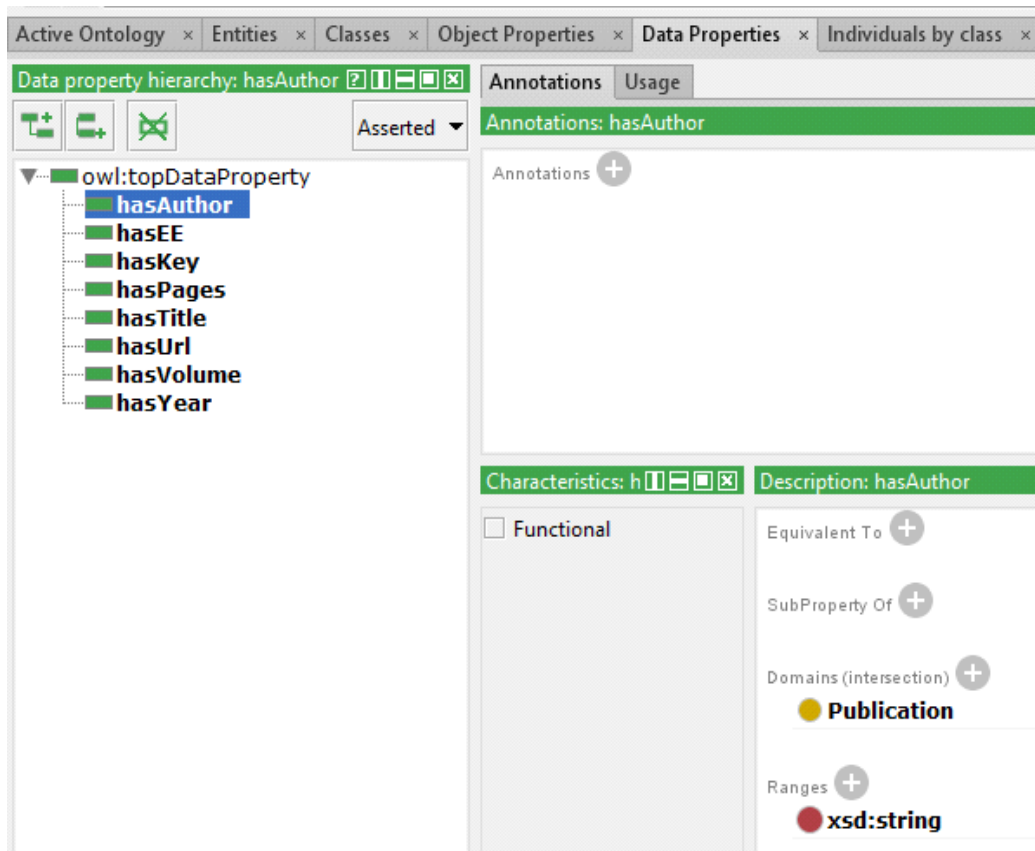 Active Ontology × Entities × Classes × Object Properties × Data Properties × Individuals by class ×
Data property hierarchy: hasAuthor
Asserted
owl:topDataProperty
hasAuthor
hasEE
hasKey
hasPages
hasTitle
hasUrl
hasVolume
hasYear
Annotations Usage
Annotations: hasAuthor
Annotations
Characteristics: h
Functional
Description: hasAuthor
Equivalent To
SubProperty Of
Domains (intersection)
Publication
Ranges
xsd:string